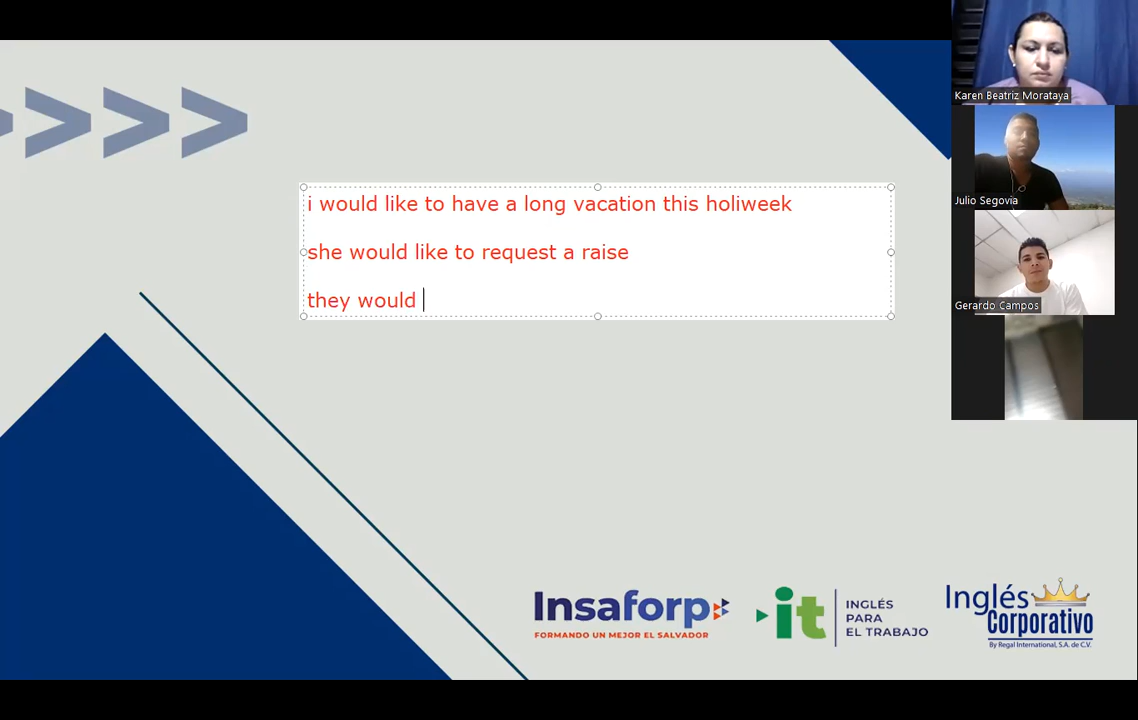 i would like to have a long vacation this holiweek
she would like to request a raise
they would
Karen Beatriz Morataya
Julio Segovia
Gerardo Campos
Insaforp
FORMANDO UN MEJOR EL SALVADOR
it
INGLÉS
PARA
EL TRABAJO
Inglés
Corporativo
By Regal International, S.A. de C.V.